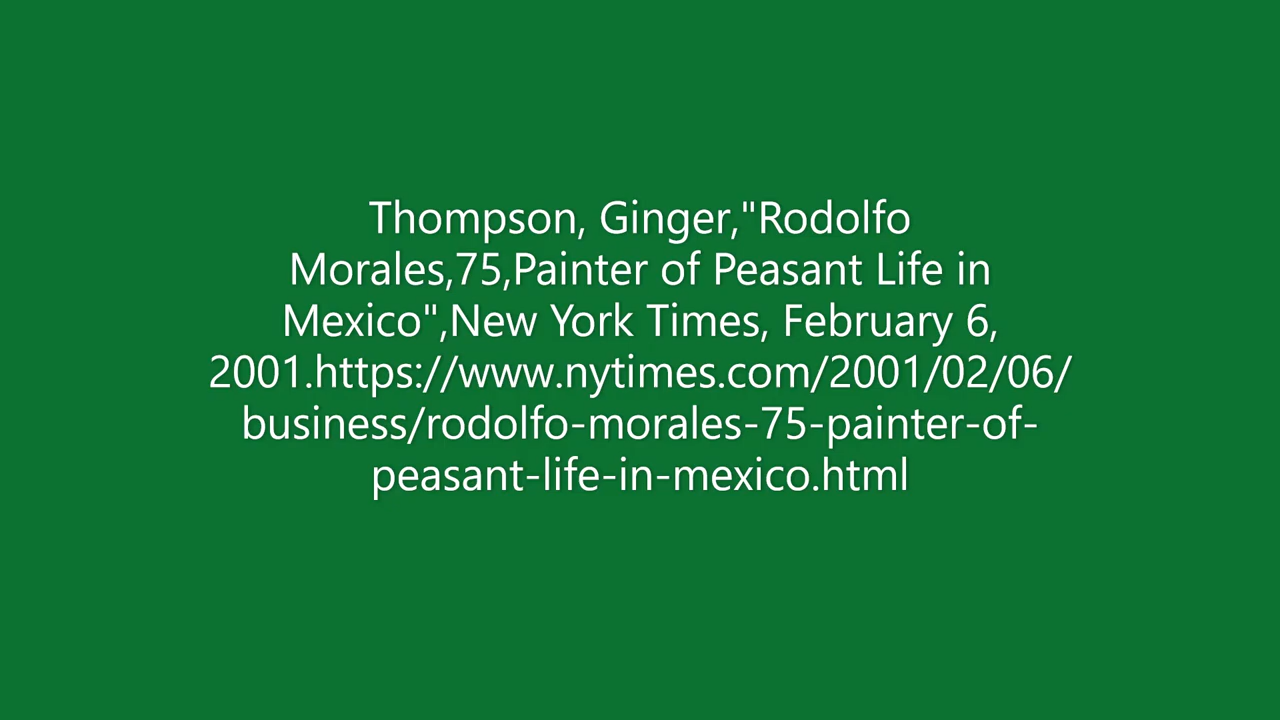 Thompson, Ginger,"Rodolfo
Morales,75,Painter of Peasant Life in
Mexico",New York Times, February 6,
2001.https://www.nytimes.com/2001/02/06/
business/rodolfo-morales-75-painter-of-
peasant-life-in-mexico.html